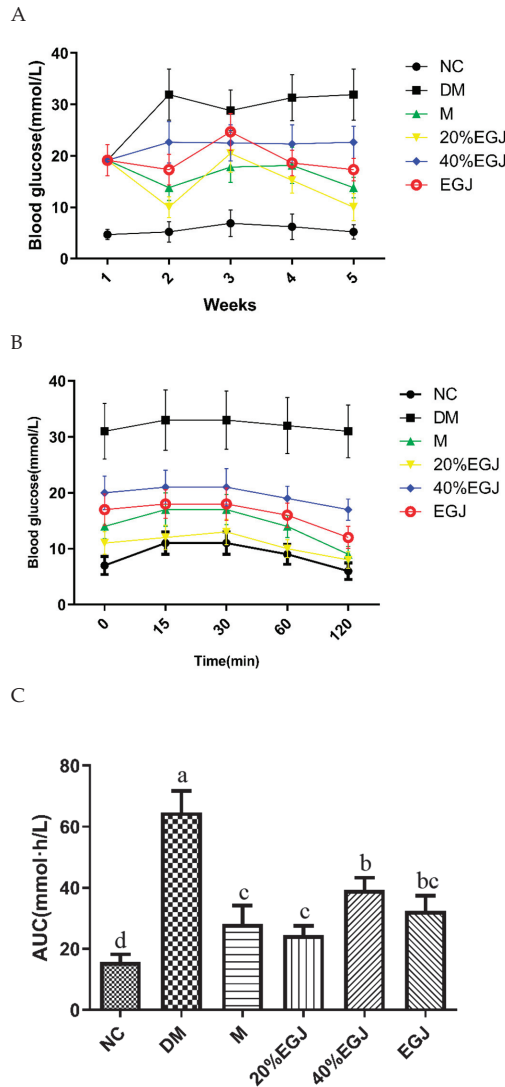 A
Blood glucose(mmol/L)
40
30
20
10
0
1
2
3
4
5
Weeks
NC
DM
M
20%EGJ
40%EGJ
EGJ
B
Blood glucose(mmol/L)
40
30
20
10
0
0
15
30
60
120
Time(min)
NC
DM
M
20%EGJ
40%EGJ
EGJ
C
AUC(mmol·h/L)
80
60
40
20
0
d
a
c
c
b
bc
NC
DM
M
20%EGJ
40%EGJ
EGJ